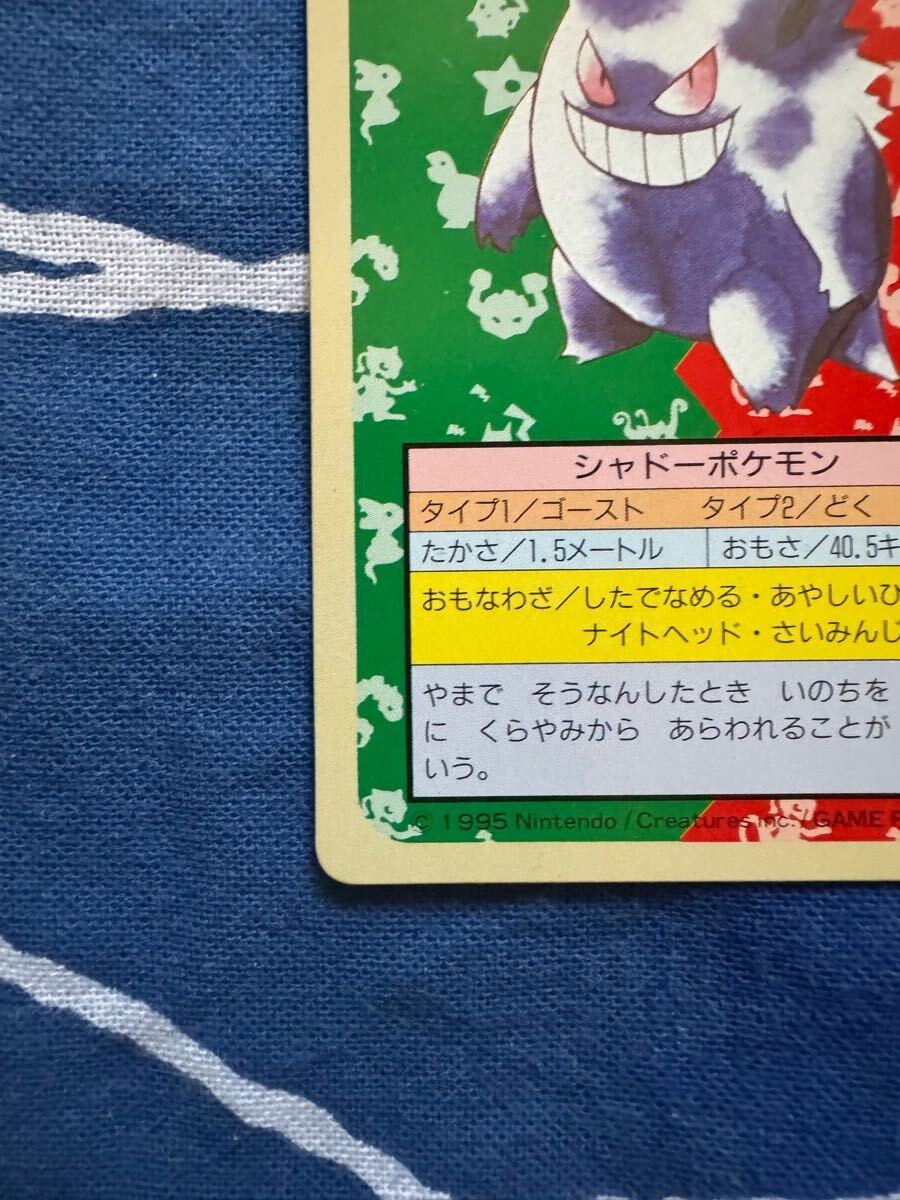 シャドーポケモン
タイプ1/ゴースト　タイプ2/どく
たかさ/1.5メートル　おもさ/40.5キ
おもなわざ/したでなめる・あやしいひ
ナイトヘッド・さいみんじ
やまで　そうなんしたとき　いのちを
に　くらやみから　あらわれることが
いう。
© 1995 Nintendo / Creatures inc. / GAME F